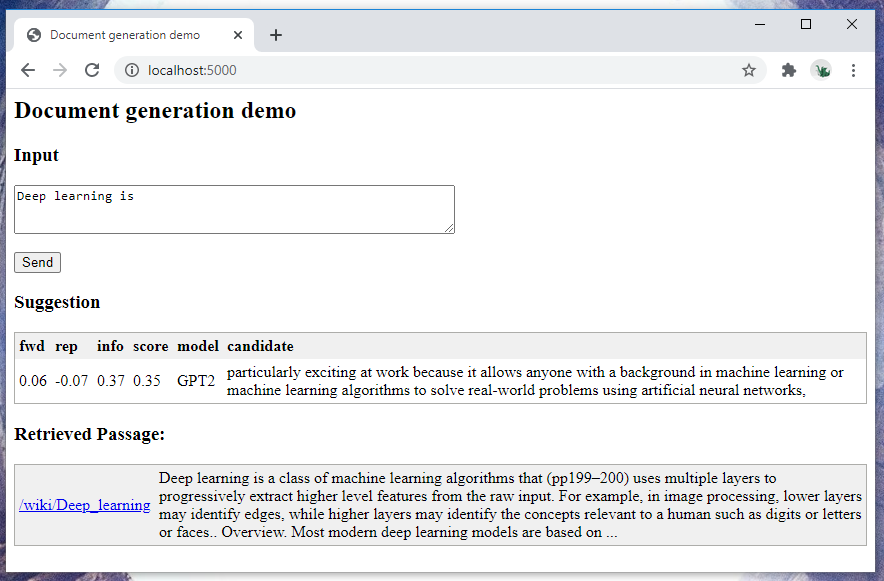 Document generation demo
localhost:5000
Document generation demo
Input
Deep learning is
Send
Suggestion
fwd rep info score model candidate
0.06 -0.07 0.37 0.35 GPT2 particularly exciting at work because it allows anyone with a background in machine learning or
machine learning algorithms to solve real-world problems using artificial neural networks,
Retrieved Passage:
/wiki/Deep_learning Deep learning is a class of machine learning algorithms that (pp199–200) uses multiple layers to
progressively extract higher level features from the raw input. For example, in image processing, lower layers
may identify edges, while higher layers may identify the concepts relevant to a human such as digits or letters
or faces.. Overview. Most modern deep learning models are based on ...